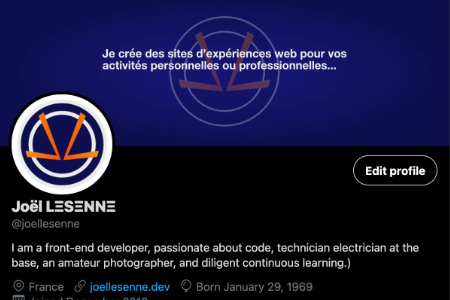 Je crée des sites d'expériences web pour vos
activités personnelles ou professionnelles...
Edit profile
Joël LESENNE
@joellesenne
I am a front-end developer, passionate about code, technician electrician at the
base, an amateur photographer, and diligent continuous learning.)
France joellesenne.dev Born January 29, 1969